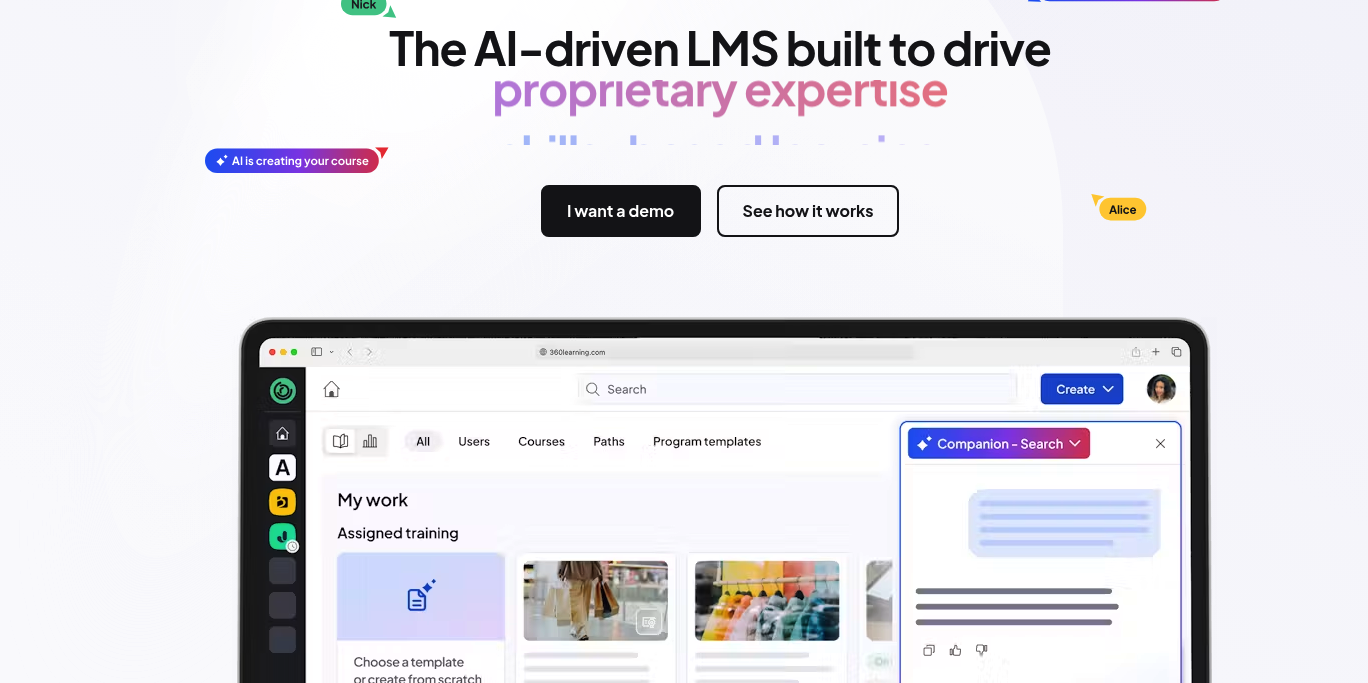 Nick
The AI-driven LMS built to drive
proprietary expertise
AI is creating your course
I want a demo
See how it works
Alice
360learning.com
Search
Create
All
Users
Courses
Paths
Program templates
Companion - Search
My work
Assigned training
A
Choose a template
or create from scratch